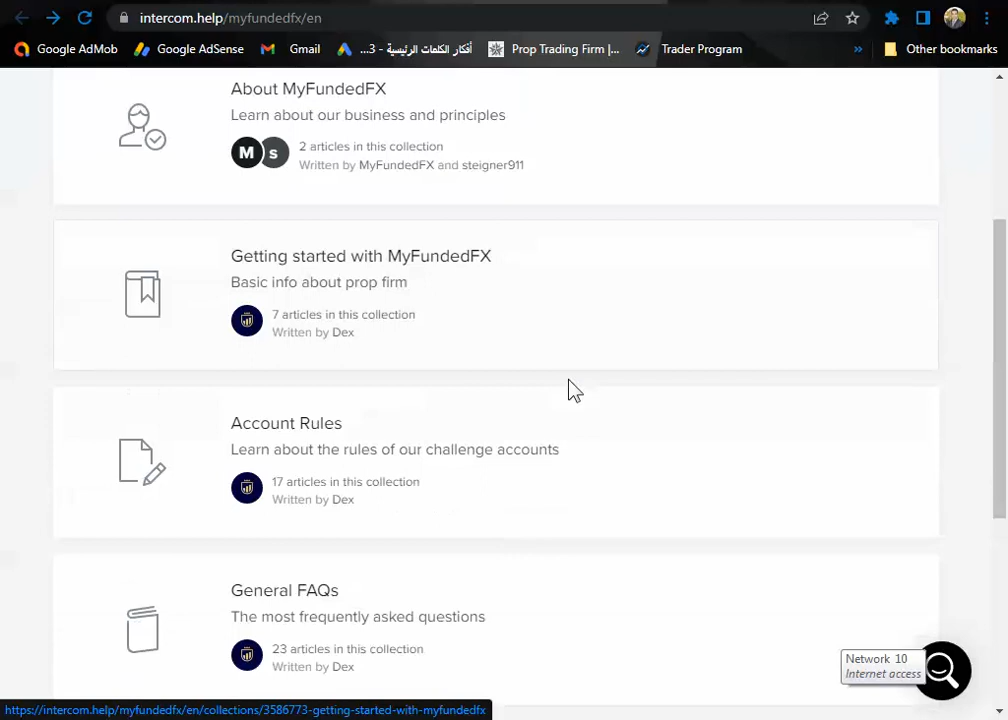 intercom.help/myfundedfx/en
Google AdMob
Google AdSense
Gmail
أفكار الكلمات الرئيسية - 3...
Prop Trading Firm |...
Trader Program
»
Other bookmarks
About MyFundedFX
Learn about our business and principles
M s
2 articles in this collection
Written by MyFundedFX and steigner911
Getting started with MyFundedFX
Basic info about prop firm
7 articles in this collection
Written by Dex
Account Rules
Learn about the rules of our challenge accounts
17 articles in this collection
Written by Dex
General FAQs
The most frequently asked questions
23 articles in this collection
Written by Dex
Network 10
Internet access
https://intercom.help/myfundedfx/en/collections/3586773-getting-started-with-myfundedfx